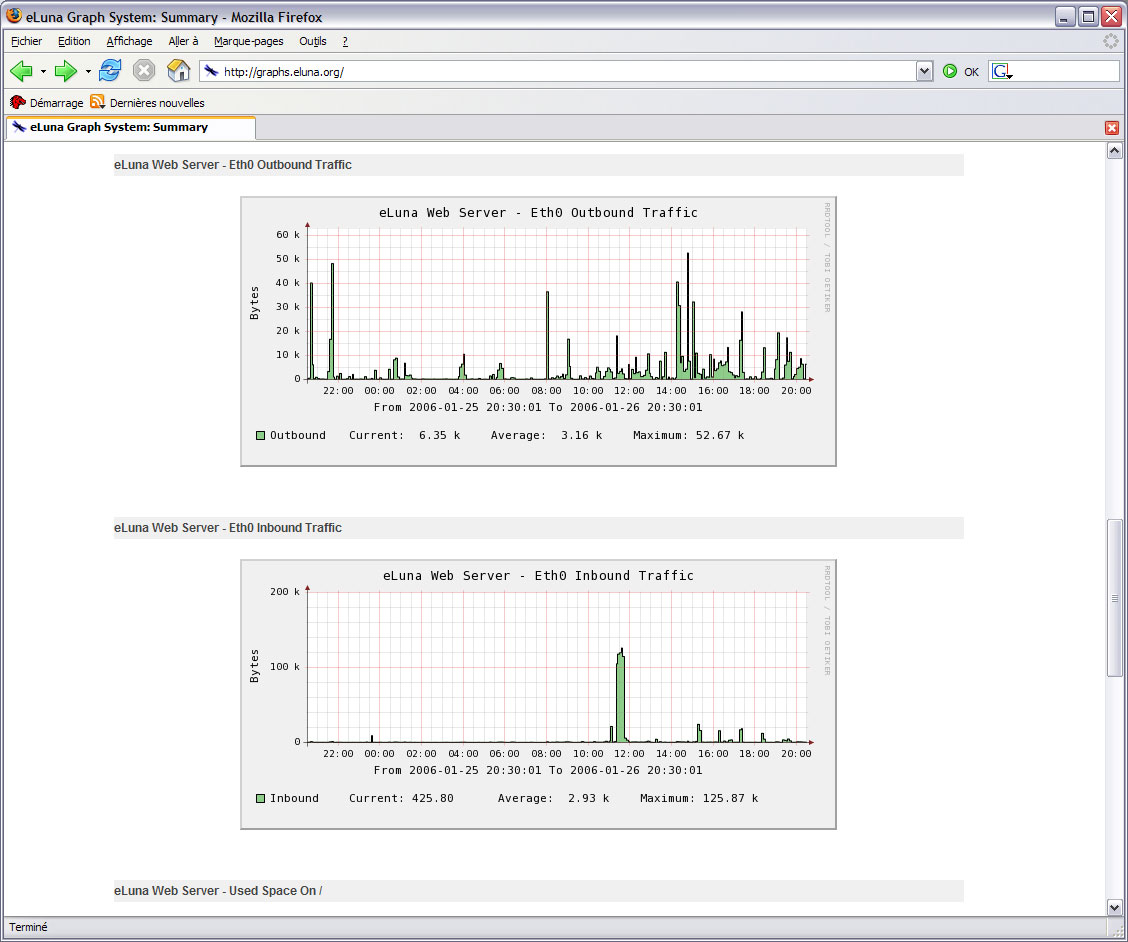 eLuna Graph System: Summary - Mozilla Firefox
Fichier Edition Affichage Aller à Marque-pages Outils ?
http://graphs.eluna.org/ OK G
Démarrage Dernières nouvelles
eLuna Graph System: Summary
eLuna Web Server - Eth0 Outbound Traffic
eLuna Web Server - Eth0 Outbound Traffic
RRDTOOL / TOBI OETIKER
Bytes
60 k
50 k
40 k
30 k
20 k
10 k
0
22:00 00:00 02:00 04:00 06:00 08:00 10:00 12:00 14:00 16:00 18:00 20:00
From 2006-01-25 20:30:01 To 2006-01-26 20:30:01
Outbound Current: 6.35 k Average: 3.16 k Maximum: 52.67 k
eLuna Web Server - Eth0 Inbound Traffic
eLuna Web Server - Eth0 Inbound Traffic
RRDTOOL / TOBI OETIKER
Bytes
200 k
100 k
0
22:00 00:00 02:00 04:00 06:00 08:00 10:00 12:00 14:00 16:00 18:00 20:00
From 2006-01-25 20:30:01 To 2006-01-26 20:30:01
Inbound Current: 425.80 Average: 2.93 k Maximum: 125.87 k
eLuna Web Server - Used Space On /
Terminé